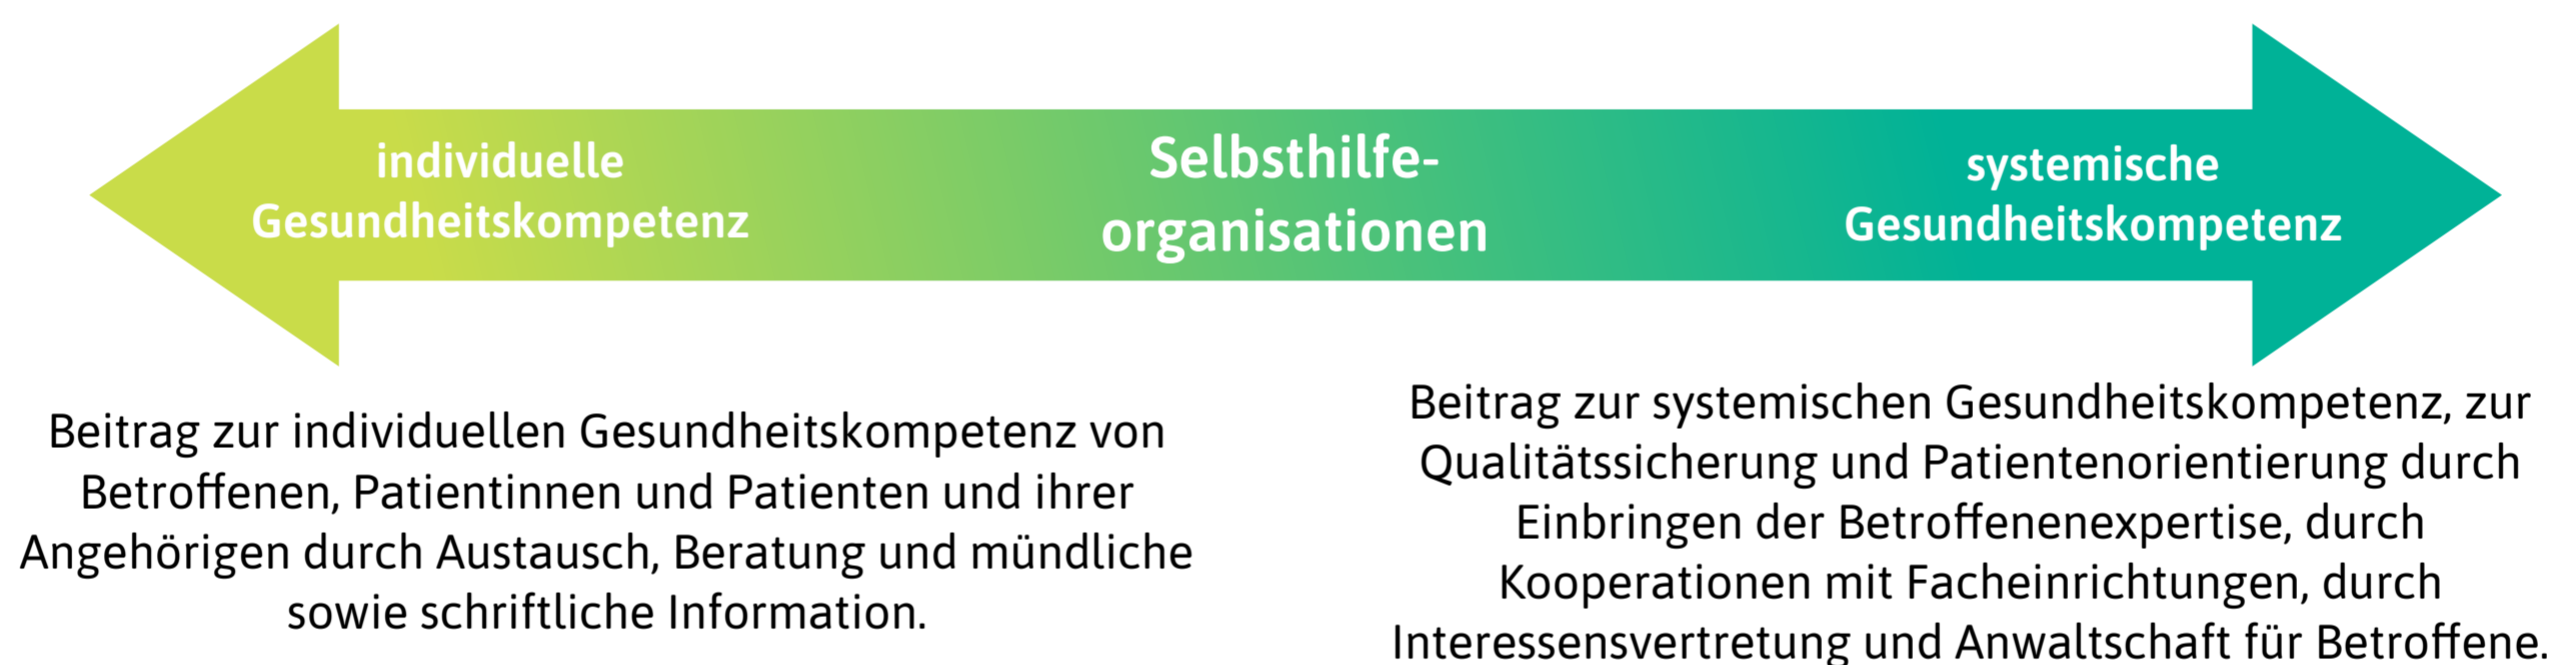 individuelle
Gesundheitskompetenz
Selbsthilfe-
organisationen
systemische
Gesundheitskompetenz
Beitrag zur individuellen Gesundheitskompetenz von
Betroffenen, Patientinnen und Patienten und ihrer
Angehörigen durch Austausch, Beratung und mündliche
sowie schriftliche Information.
Beitrag zur systemischen Gesundheitskompetenz, zur
Qualitätssicherung und Patientenorientierung durch
Einbringen der Betroffenenexpertise, durch
Kooperationen mit Facheinrichtungen, durch
Interessensvertretung und Anwaltschaft für Betroffene.